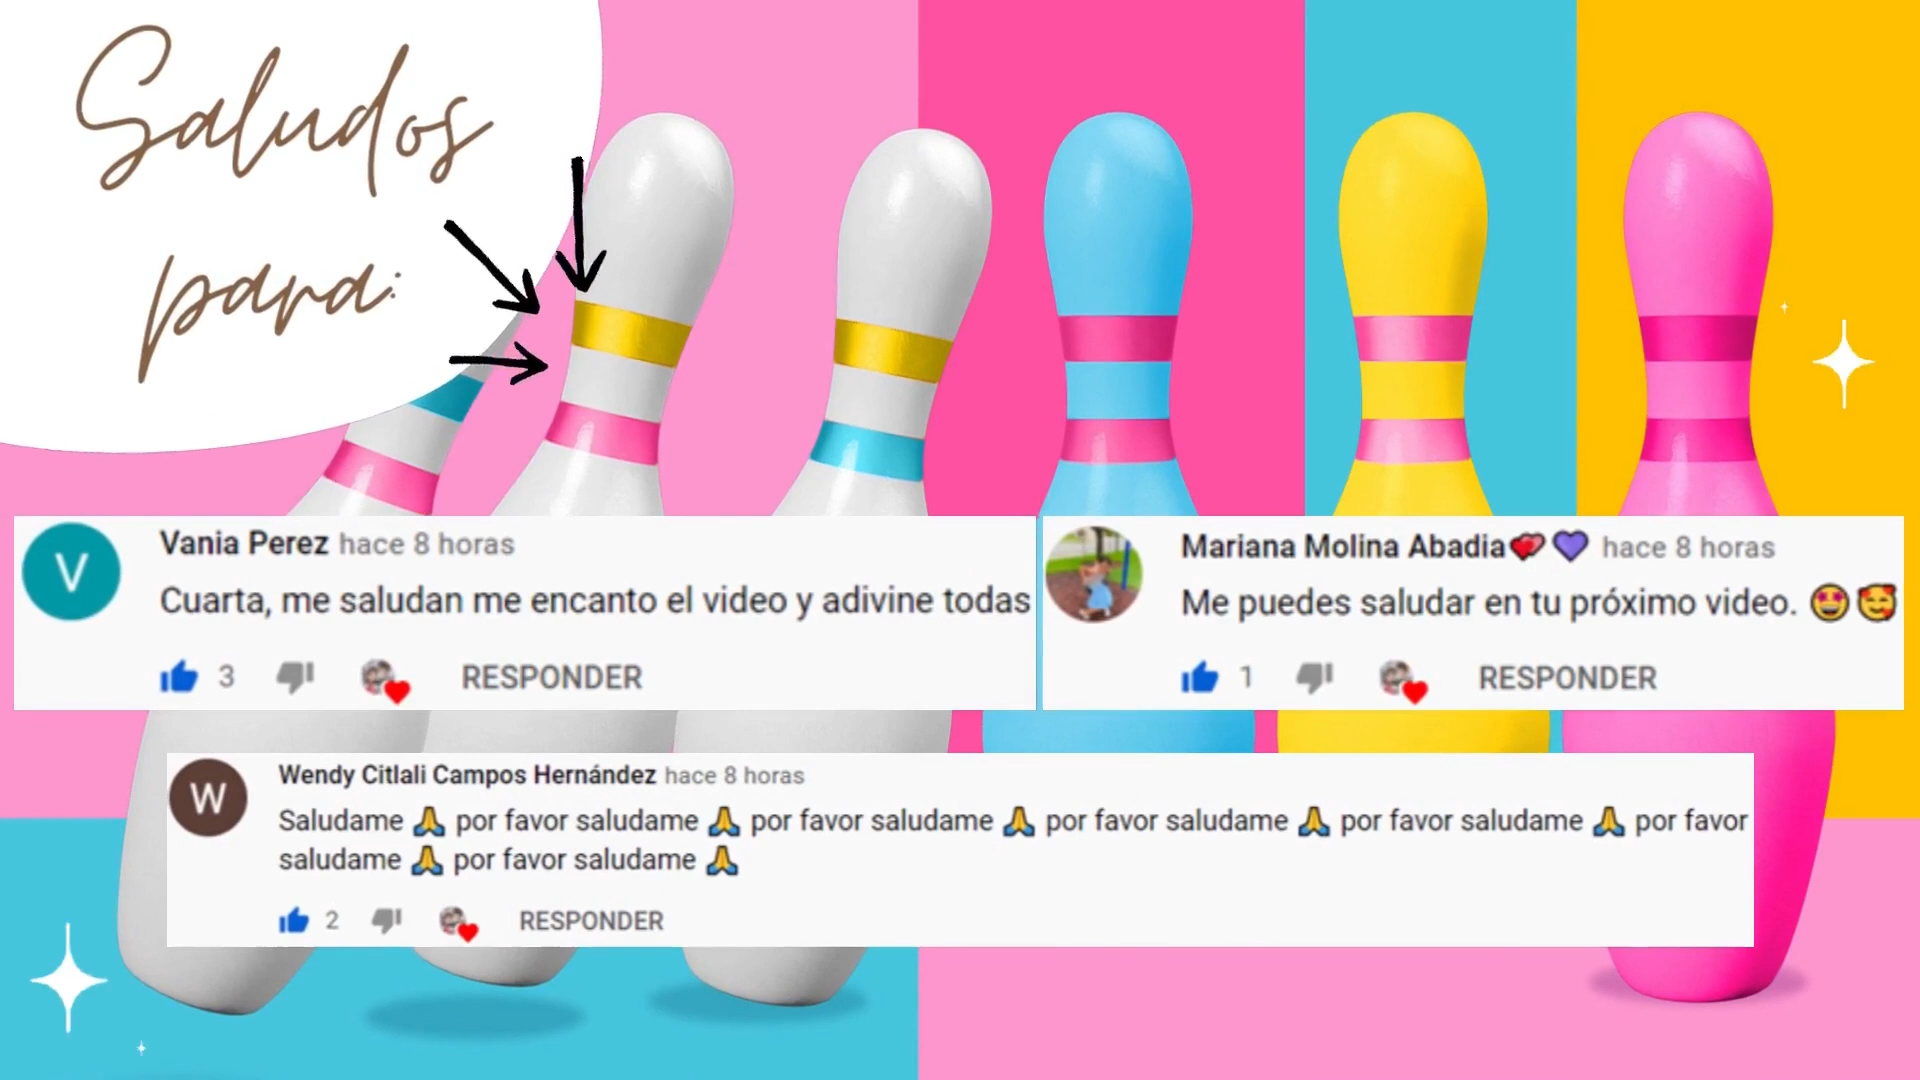 Saludos
para:
V
Vania Perez hace 8 horas
Cuarta, me saludan me encanto el video y adivine todas
3 RESPONDER
Mariana Molina Abadia💕💜 hace 8 horas
Me puedes saludar en tu próximo video. 🤩🥰
1 RESPONDER
W
Wendy Citlali Campos Hernández hace 8 horas
Saludame 🙏 por favor saludame 🙏 por favor saludame 🙏 por favor saludame 🙏 por favor saludame 🙏 por favor
saludame 🙏 por favor saludame 🙏
2 RESPONDER